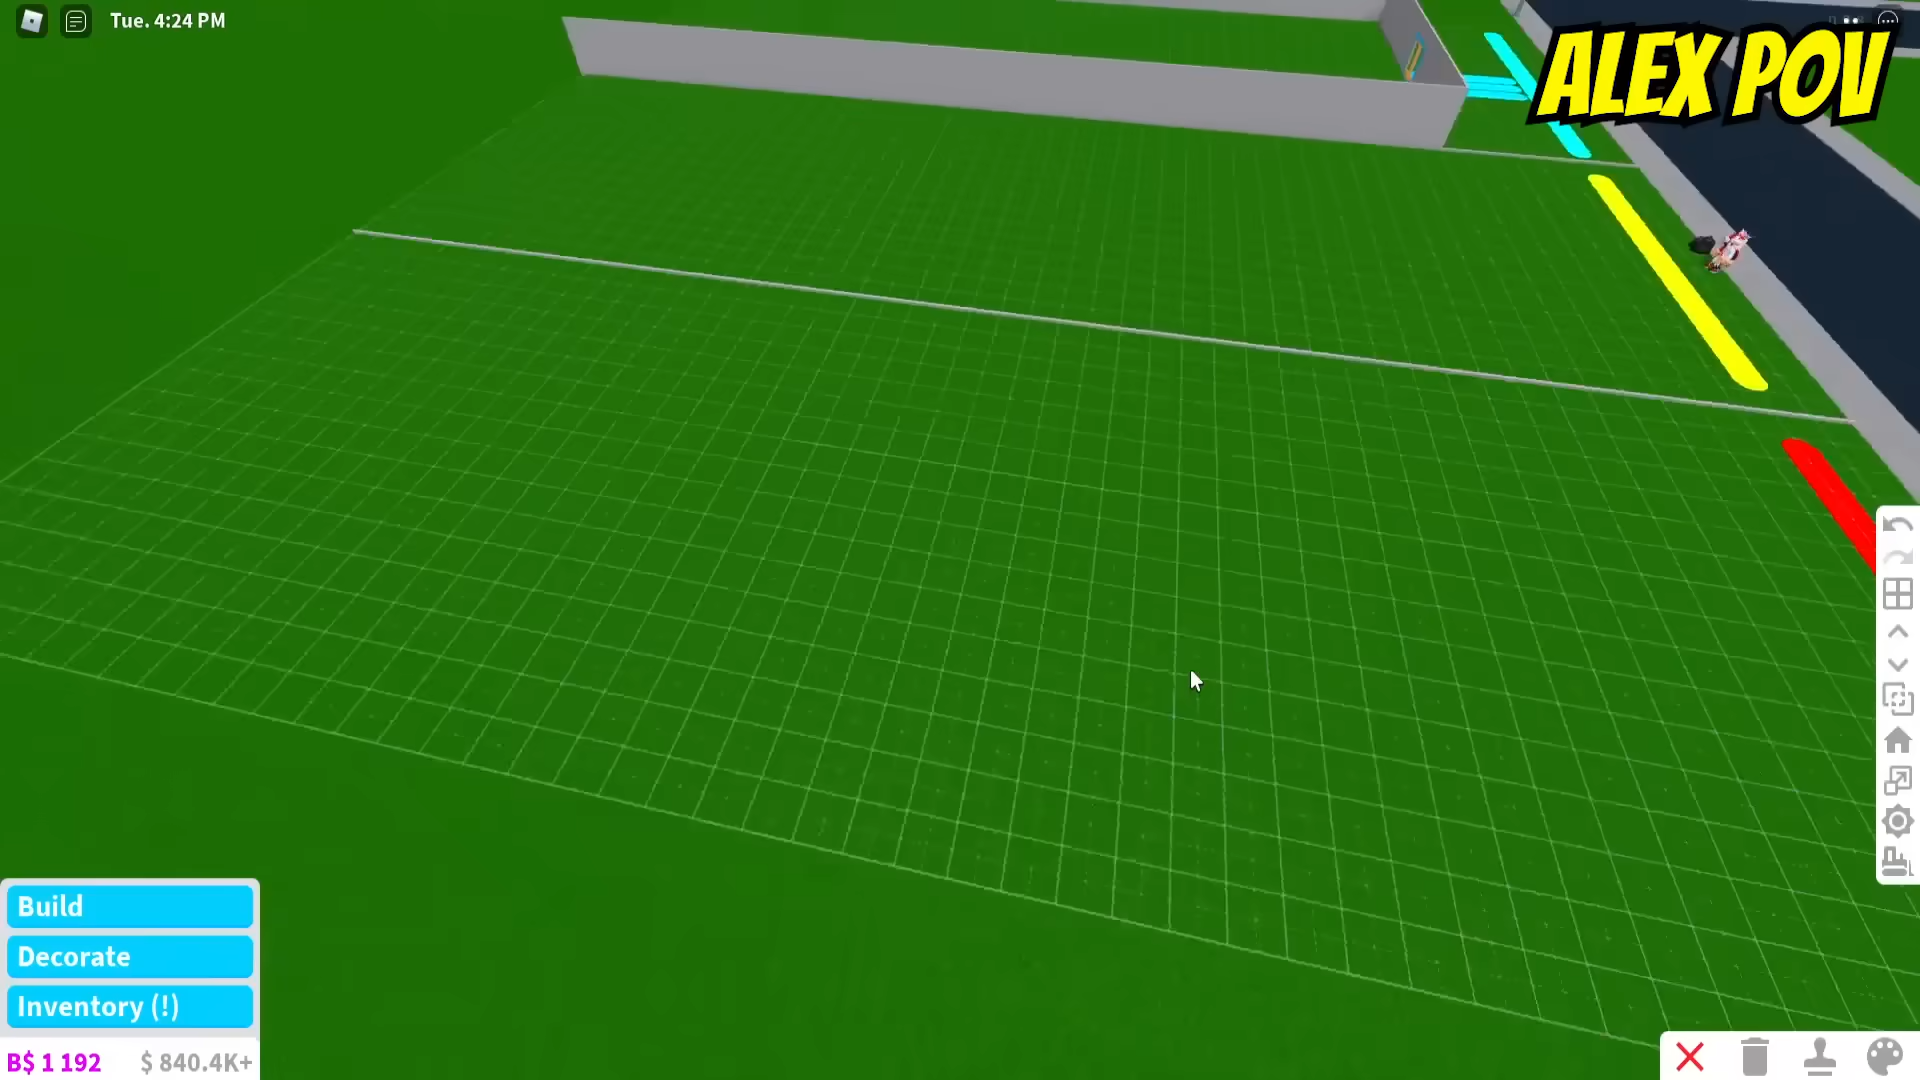 Tue. 4:24 PM
ALEX POV
Build
Decorate
Inventory (!)
B$ 1 192
$ 840.4K+